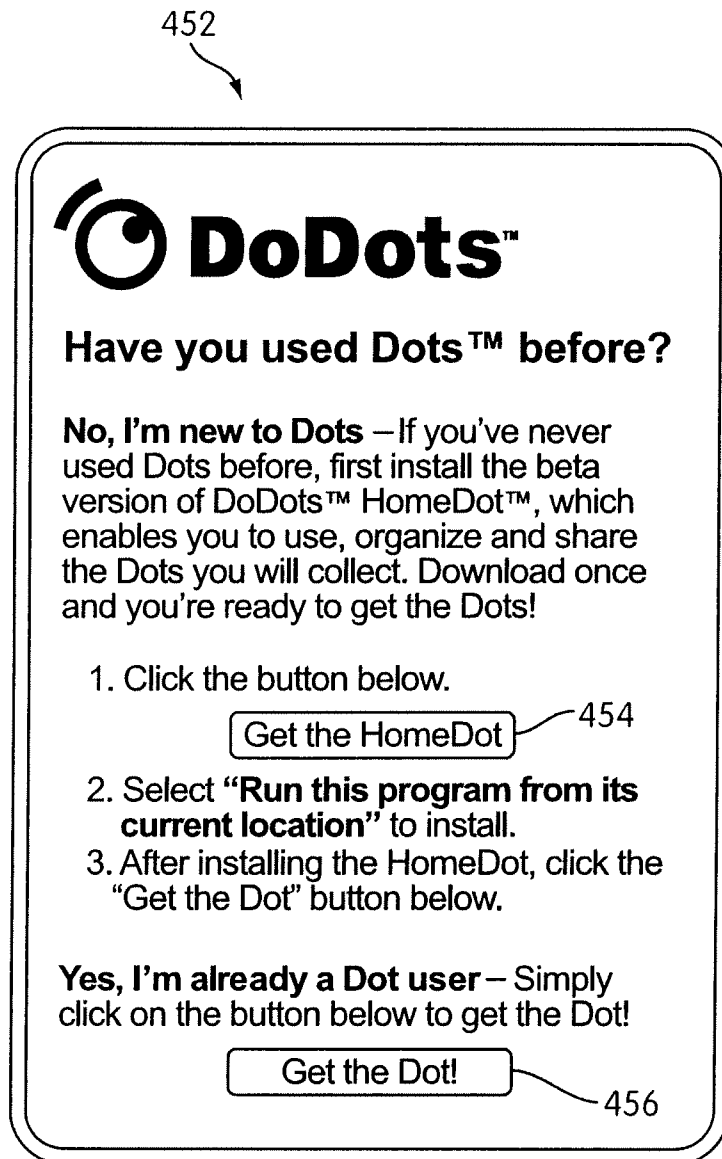 452
DoDots™
Have you used Dots™ before?
No, I'm new to Dots – If you've never
used Dots before, first install the beta
version of DoDots™ HomeDot™, which
enables you to use, organize and share
the Dots you will collect. Download once
and you're ready to get the Dots!
1. Click the button below.
Get the HomeDot 454
2. Select “Run this program from its
current location” to install.
3. After installing the HomeDot, click the
“Get the Dot” button below.
Yes, I'm already a Dot user – Simply
click on the button below to get the Dot!
Get the Dot!
456